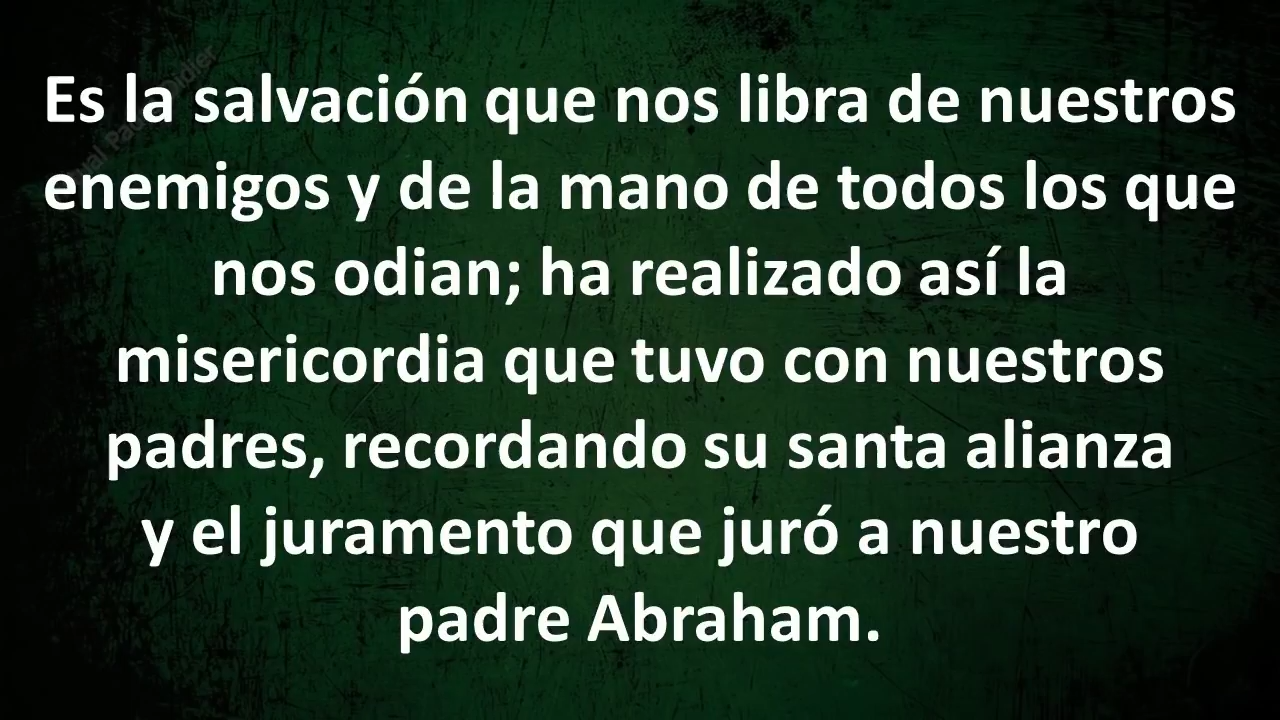 Es la salvación que nos libra de nuestros
enemigos y de la mano de todos los que
nos odian; ha realizado así la
misericordia que tuvo con nuestros
padres, recordando su santa alianza
y el juramento que juró a nuestro
padre Abraham.